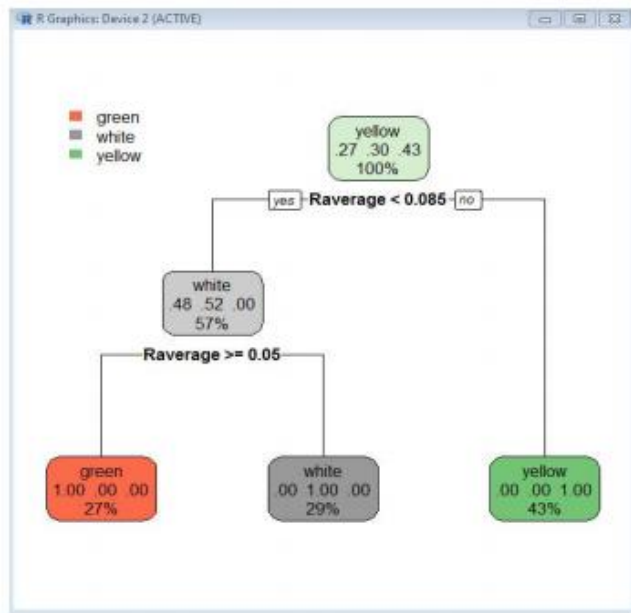 R Graphics: Device 2 (ACTIVE)
green
white
yellow
yellow
.27 .30 .43
100%
yes Raverage < 0.085 no
white
.48 .52 .00
57%
Raverage >= 0.05
green
1.00 .00 .00
27%
white
.00 1.00 .00
29%
yellow
.00 .00 1.00
43%